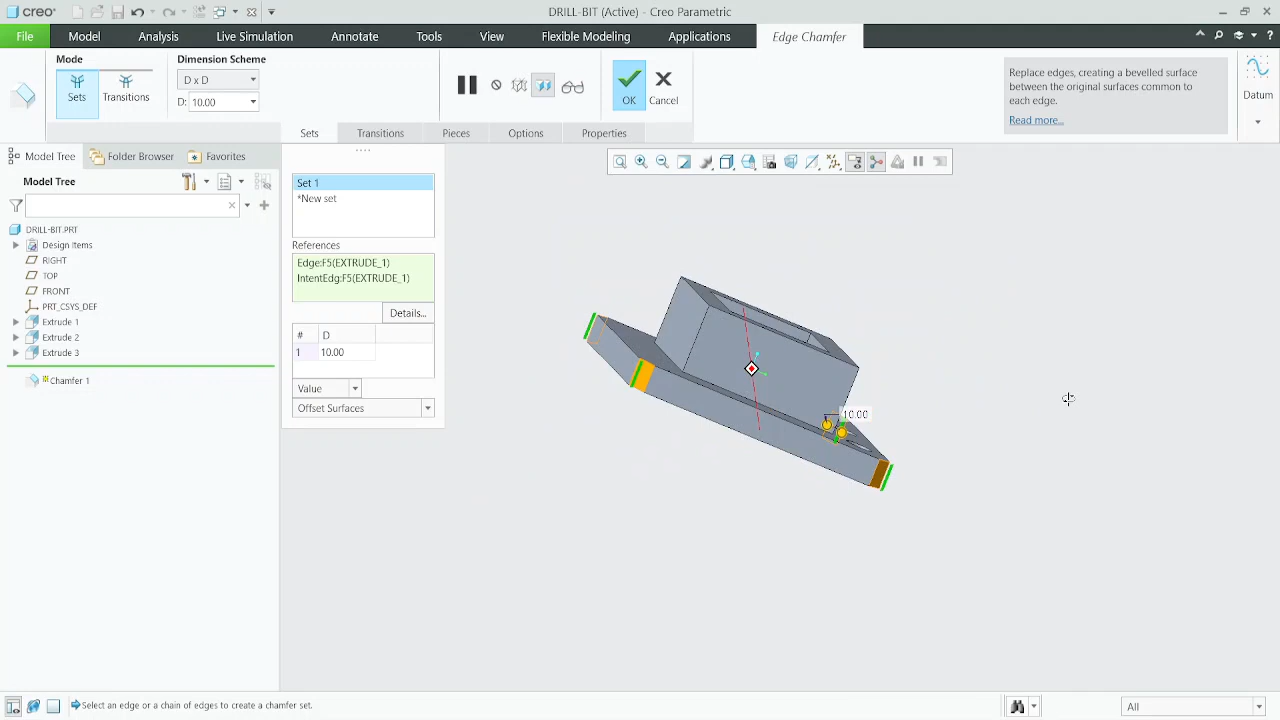 creo
DRILL-BIT (Active) - Creo Parametric
File
Model
Analysis
Live Simulation
Annotate
Tools
View
Flexible Modeling
Applications
Edge Chamfer
Mode
Sets
Transitions
Dimension Scheme
D x D
D: 10.00
OK
Cancel
Replace edges, creating a bevelled surface
between the original surfaces common to
each edge.
Read more...
Datum
Sets
Transitions
Pieces
Options
Properties
Model Tree
Folder Browser
Favorites
Model Tree
DRILL-BIT.PRT
Design Items
RIGHT
TOP
FRONT
PRT_CSYS_DEF
Extrude 1
Extrude 2
Extrude 3
Chamfer 1
Set 1
*New set
References
Edge:F5(EXTRUDE_1)
IntentEdg:F5(EXTRUDE_1)
Details...
# D
1 10.00
Value
Offset Surfaces
10.00
Select an edge or a chain of edges to create a chamfer set.
All